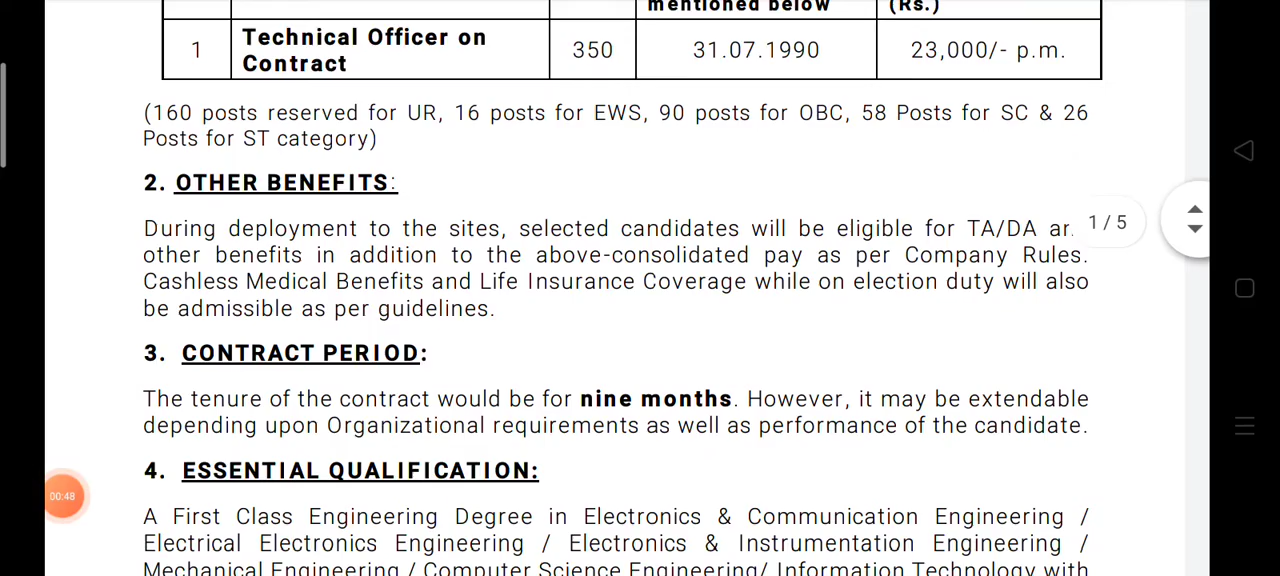 mentioned below (Rs.)
1 Technical Officer on Contract 350 31.07.1990 23,000/- p.m.
(160 posts reserved for UR, 16 posts for EWS, 90 posts for OBC, 58 Posts for SC & 26
Posts for ST category)
2. OTHER BENEFITS:
During deployment to the sites, selected candidates will be eligible for TA/DA
other benefits in addition to the above-consolidated pay as per Company Rules.
Cashless Medical Benefits and Life Insurance Coverage while on election duty will also
be admissible as per guidelines.
1 / 5
3. CONTRACT PERIOD:
The tenure of the contract would be for nine months. However, it may be extendable
depending upon Organizational requirements as well as performance of the candidate.
4. ESSENTIAL QUALIFICATION:
00:48
A First Class Engineering Degree in Electronics & Communication Engineering /
Electrical Electronics Engineering / Electronics & Instrumentation Engineering /
Mechanical Engineering / Computer Science Engineering/ Information Technology with